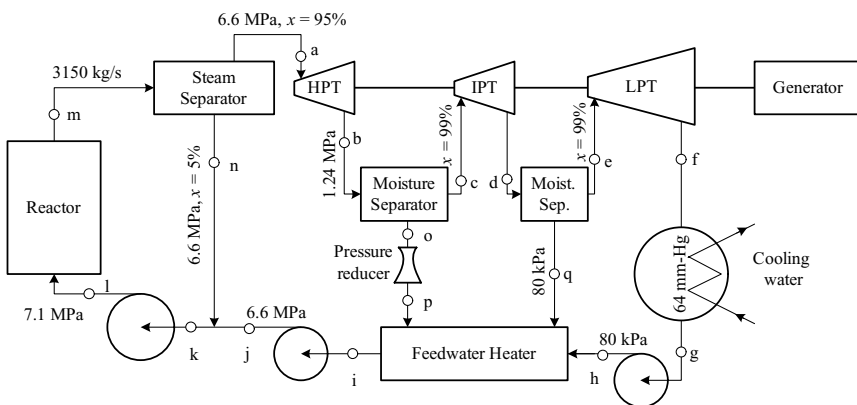 6.6 MPa, x = 95%
a
3150 kg/s
Steam
Separator
HPT
IPT
LPT
Generator
m
n
b
1.24 MPa
x = 99%
c
d
x = 99%
e
f
Reactor
6.6 MPa, x = 5%
Moisture
Separator
Moist.
Sep.
o
Pressure
reducer
p
80 kPa
q
64 mm-Hg
Cooling
water
l
7.1 MPa
6.6 MPa
k
j
i
Feedwater Heater
80 kPa
h
g